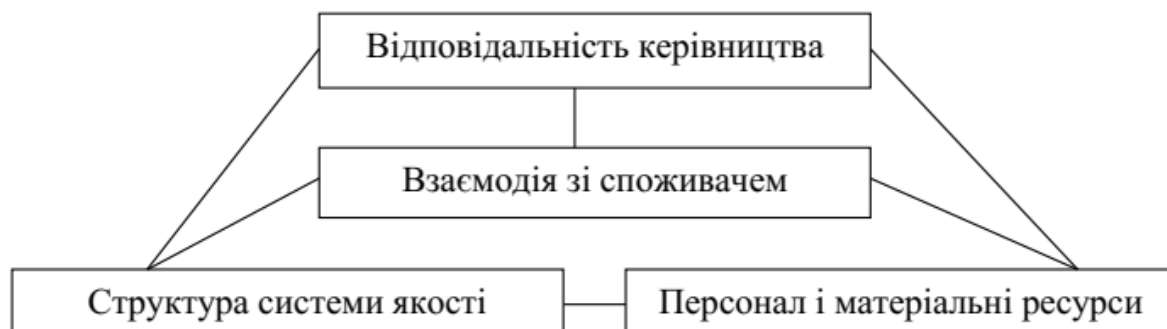 Відповідальність керівництва
Взаємодія зі споживачем
Структура системи якості
Персонал і матеріальні ресурси